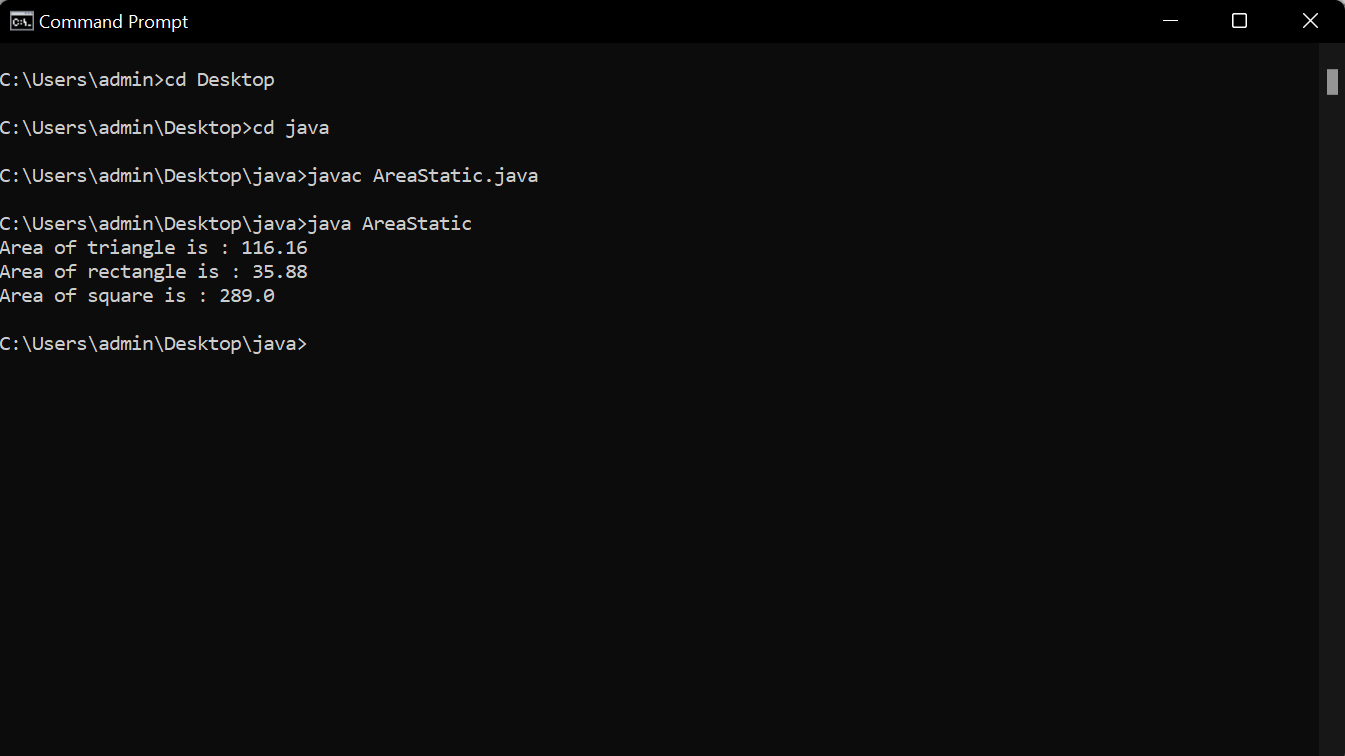 Command Prompt
C:\Users\admin>cd Desktop
C:\Users\admin\Desktop>cd java
C:\Users\admin\Desktop\java>javac AreaStatic.java
C:\Users\admin\Desktop\java>java AreaStatic
Area of triangle is : 116.16
Area of rectangle is : 35.88
Area of square is : 289.0
C:\Users\admin\Desktop\java>